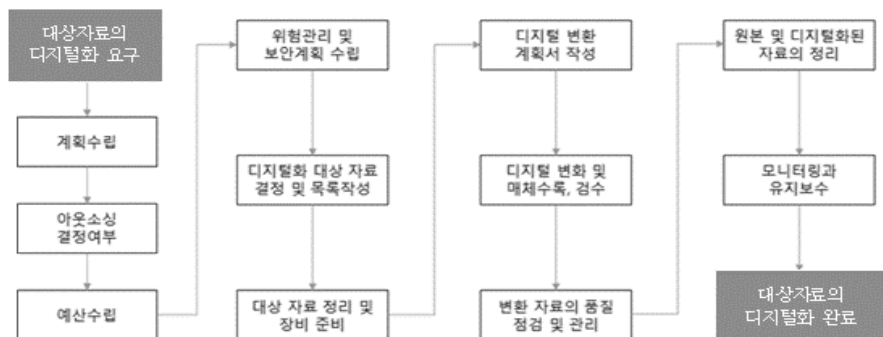 대상자료의
디지털화 요구
계획수립
아웃소싱
결정여부
예산수립
위험관리 및
보안계획 수립
디지털화 대상 자료
결정 및 목록작성
대상 자료 정리 및
장비 준비
디지털 변환
계획서 작성
디지털 변화 및
매체수록, 검수
변환 자료의 품질
점검 및 관리
원본 및 디지털화된
자료의 정리
모니터링과
유지보수
대상자료의
디지털화 완료